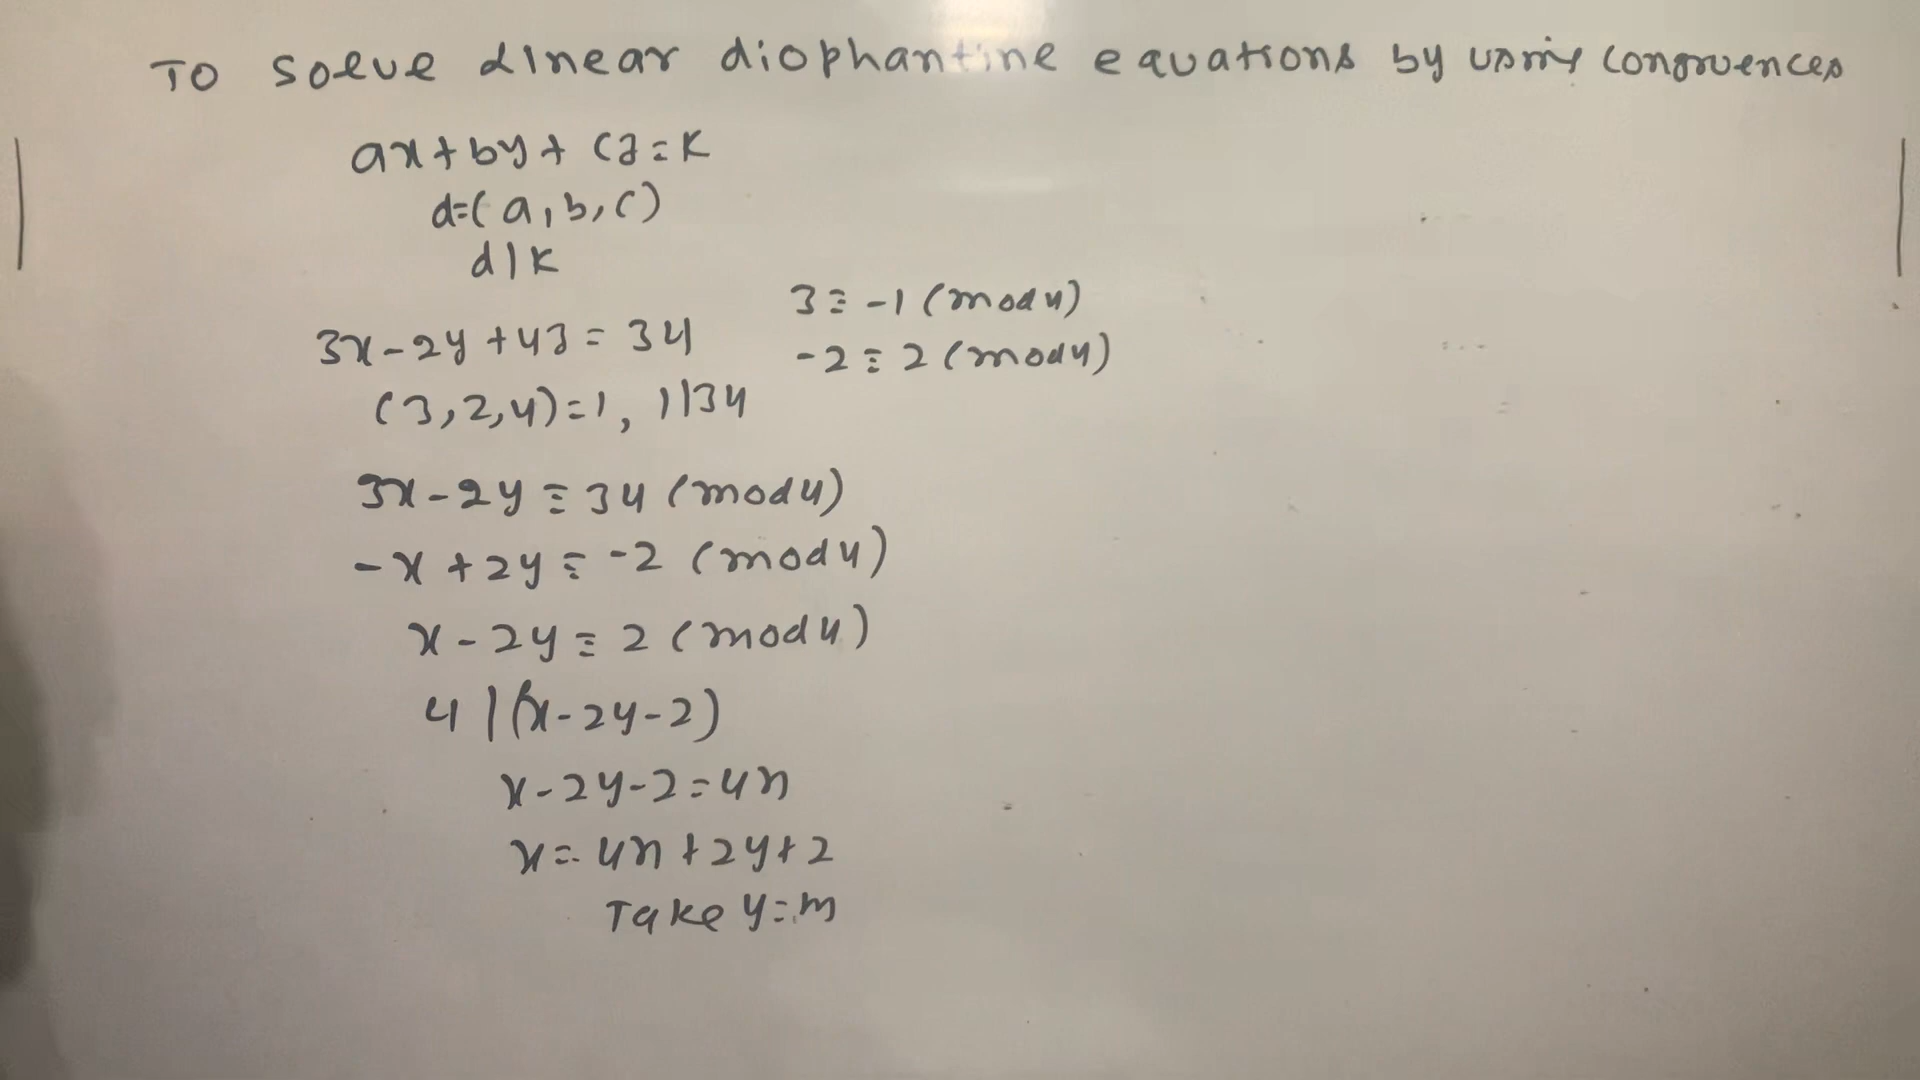 To solve linear diophantine equations by using congruences
ax+by+cz=k
d=(a,b,c)
d|k
3x-2y+4z=34
(3,2,4)=1, 1|34
3≡-1 (mod 4)
-2≡2 (mod 4)
3x-2y≡34 (mod 4)
-x+2y≡-2 (mod 4)
x-2y≡2 (mod 4)
4|(x-2y-2)
x-2y-2=4n
x=4n+2y+2
Take y=m